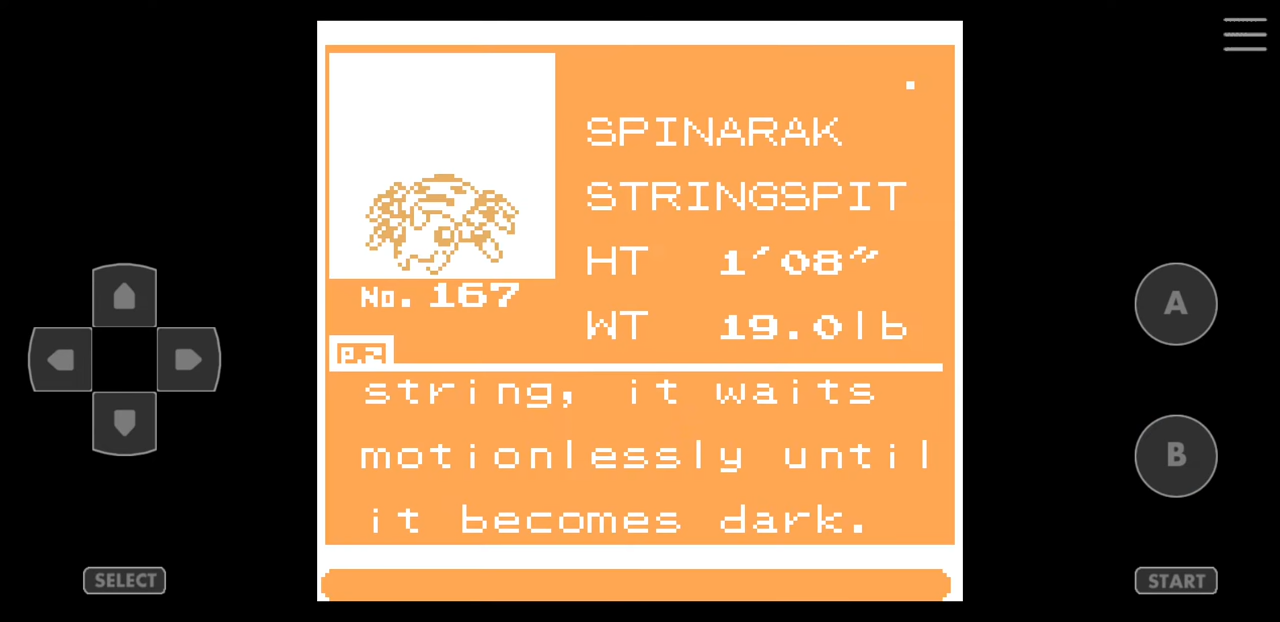 SPINARAK
STRINGSPIT
HT 1′08″
No. 167
WT 19.0lb
P.2
string, it waits
motionlessly until
it becomes dark.
A
B
SELECT
START